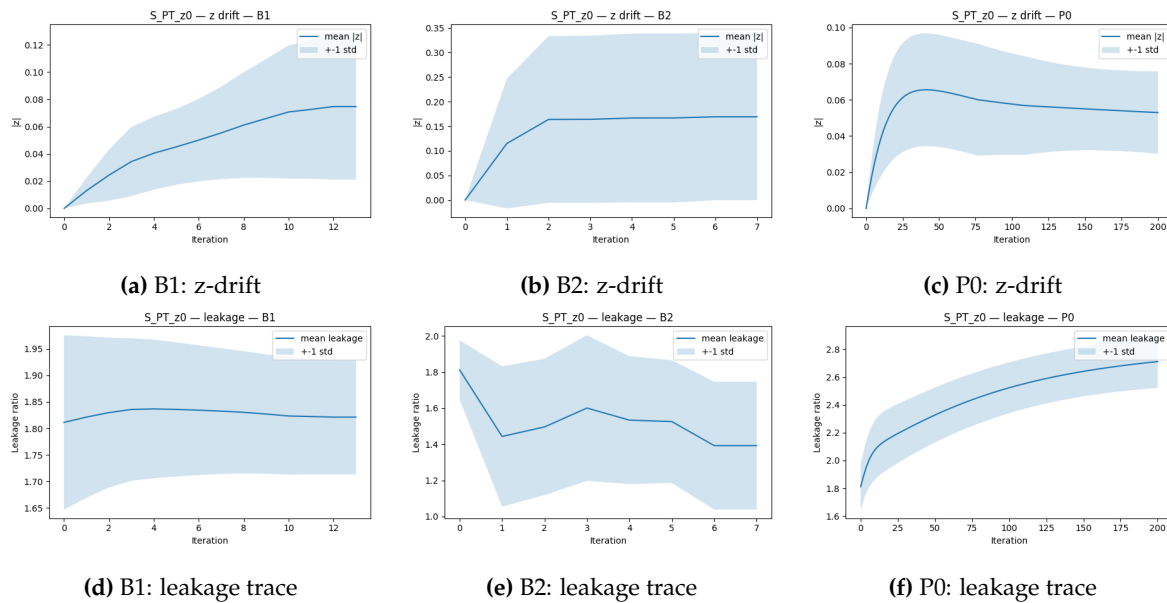 S_PT_z0 — z drift — B1
mean |z|
+-1 std
|z|
0.12
0.10
0.08
0.06
0.04
0.02
0.00
0 2 4 6 8 10 12
Iteration
(a) B1: z-drift
S_PT_z0 — z drift — B2
mean |z|
+-1 std
|z|
0.35
0.30
0.25
0.20
0.15
0.10
0.05
0.00
0 1 2 3 4 5 6 7
Iteration
(b) B2: z-drift
S_PT_z0 — z drift — P0
mean |z|
+-1 std
|z|
0.10
0.08
0.06
0.04
0.02
0.00
0 25 50 75 100 125 150 175 200
Iteration
(c) P0: z-drift
S_PT_z0 — leakage — B1
mean leakage
+-1 std
Leakage ratio
1.95
1.90
1.85
1.80
1.75
1.70
1.65
0 2 4 6 8 10 12
Iteration
(d) B1: leakage trace
S_PT_z0 — leakage — B2
mean leakage
+-1 std
Leakage ratio
2.0
1.8
1.6
1.4
1.2
1.0
0 1 2 3 4 5 6 7
Iteration
(e) B2: leakage trace
S_PT_z0 — leakage — P0
mean leakage
+-1 std
Leakage ratio
2.8
2.6
2.4
2.2
2.0
1.8
1.6
0 25 50 75 100 125 150 175 200
Iteration
(f) P0: leakage trace